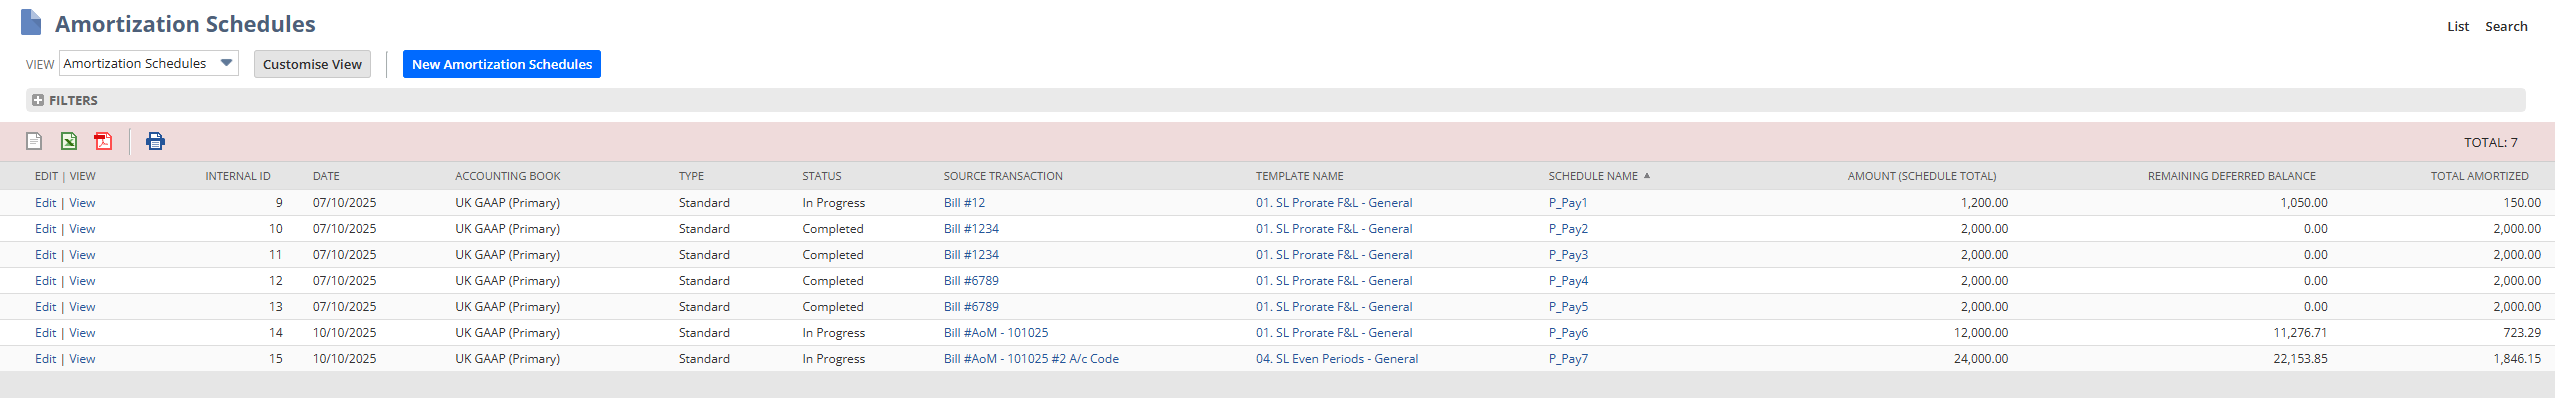 Amortization Schedules
List Search
VIEW Amortization Schedules Customise View New Amortization Schedules
FILTERS
TOTAL: 7
EDIT | VIEW INTERNAL ID DATE ACCOUNTING BOOK TYPE STATUS SOURCE TRANSACTION TEMPLATE NAME SCHEDULE NAME ▲ AMOUNT (SCHEDULE TOTAL) REMAINING DEFERRED BALANCE TOTAL AMORTIZED
Edit | View 9 07/10/2025 UK GAAP (Primary) Standard In Progress Bill #12 01. SL Prorate F&L - General P_Pay1 1,200.00 1,050.00 150.00
Edit | View 10 07/10/2025 UK GAAP (Primary) Standard Completed Bill #1234 01. SL Prorate F&L - General P_Pay2 2,000.00 0.00 2,000.00
Edit | View 11 07/10/2025 UK GAAP (Primary) Standard Completed Bill #1234 01. SL Prorate F&L - General P_Pay3 2,000.00 0.00 2,000.00
Edit | View 12 07/10/2025 UK GAAP (Primary) Standard Completed Bill #6789 01. SL Prorate F&L - General P_Pay4 2,000.00 0.00 2,000.00
Edit | View 13 07/10/2025 UK GAAP (Primary) Standard Completed Bill #6789 01. SL Prorate F&L - General P_Pay5 2,000.00 0.00 2,000.00
Edit | View 14 10/10/2025 UK GAAP (Primary) Standard In Progress Bill #AoM - 101025 01. SL Prorate F&L - General P_Pay6 12,000.00 11,276.71 723.29
Edit | View 15 10/10/2025 UK GAAP (Primary) Standard In Progress Bill #AoM - 101025 #2 A/c Code 04. SL Even Periods - General P_Pay7 24,000.00 22,153.85 1,846.15